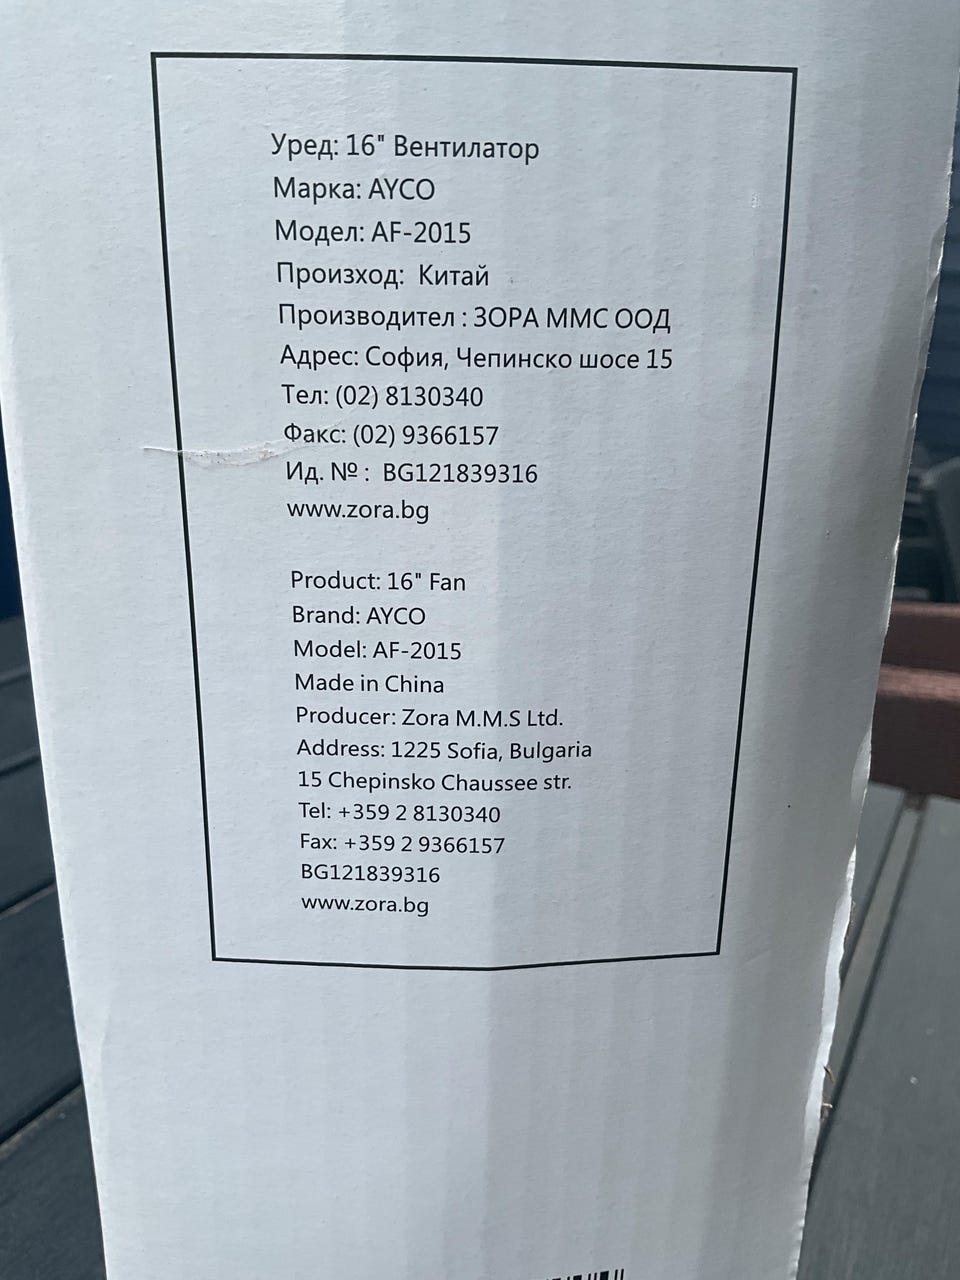 Уред: 16" Вентилатор
Марка: AYCO
Модел: AF-2015
Произход: Китай
Производител : ЗОРА ММС ООД
Адрес: София, Чепинско шосе 15
Тел: (02) 8130340
Факс: (02) 9366157
Ид. № : BG121839316
www.zora.bg
Product: 16" Fan
Brand: AYCO
Model: AF-2015
Made in China
Producer: Zora M.M.S Ltd.
Address: 1225 Sofia, Bulgaria
15 Chepinsko Chaussee str.
Tel: +359 2 8130340
Fax: +359 2 9366157
BG121839316
www.zora.bg